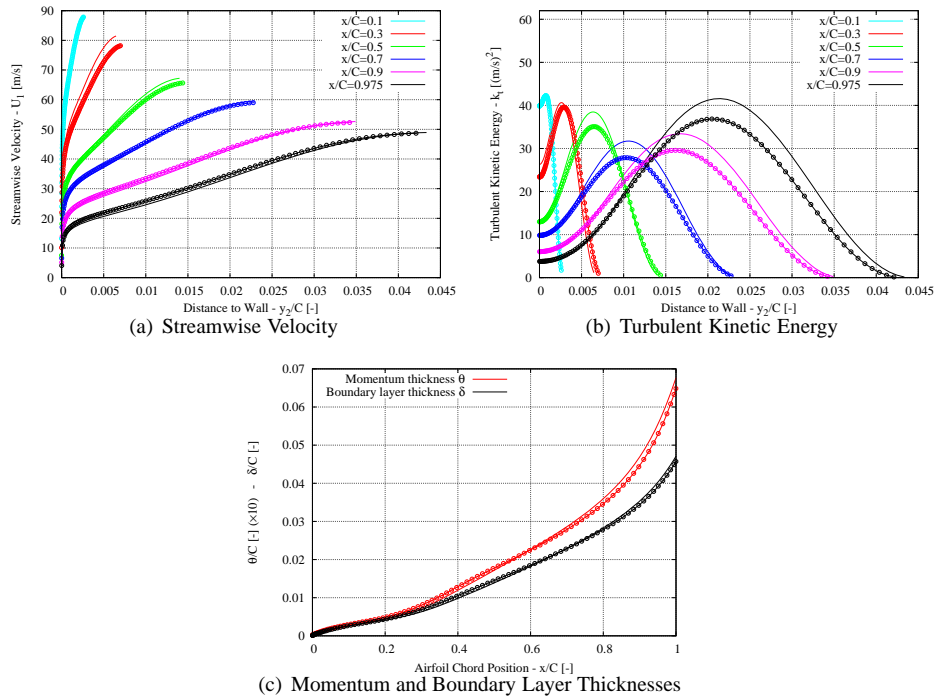 90
80
70
60
50
40
30
20
10
0
Streamwise Velocity - U1 [m/s]
x/C=0.1
x/C=0.3
x/C=0.5
x/C=0.7
x/C=0.9
x/C=0.975
0 0.005 0.01 0.015 0.02 0.025 0.03 0.035 0.04 0.045
Distance to Wall - y2/C [-]
(a) Streamwise Velocity
60
50
40
30
20
10
0
Turbulent Kinetic Energy - kt [(m/s)²]
x/C=0.1
x/C=0.3
x/C=0.5
x/C=0.7
x/C=0.9
x/C=0.975
0 0.005 0.01 0.015 0.02 0.025 0.03 0.035 0.04 0.045
Distance to Wall - y2/C [-]
(b) Turbulent Kinetic Energy
0.07
0.06
0.05
0.04
0.03
0.02
0.01
0
θ/C [-] (×10) - δ/C [-]
Momentum thickness θ
Boundary layer thickness δ
0 0.2 0.4 0.6 0.8 1
Airfoil Chord Position - x/C [-]
(c) Momentum and Boundary Layer Thicknesses